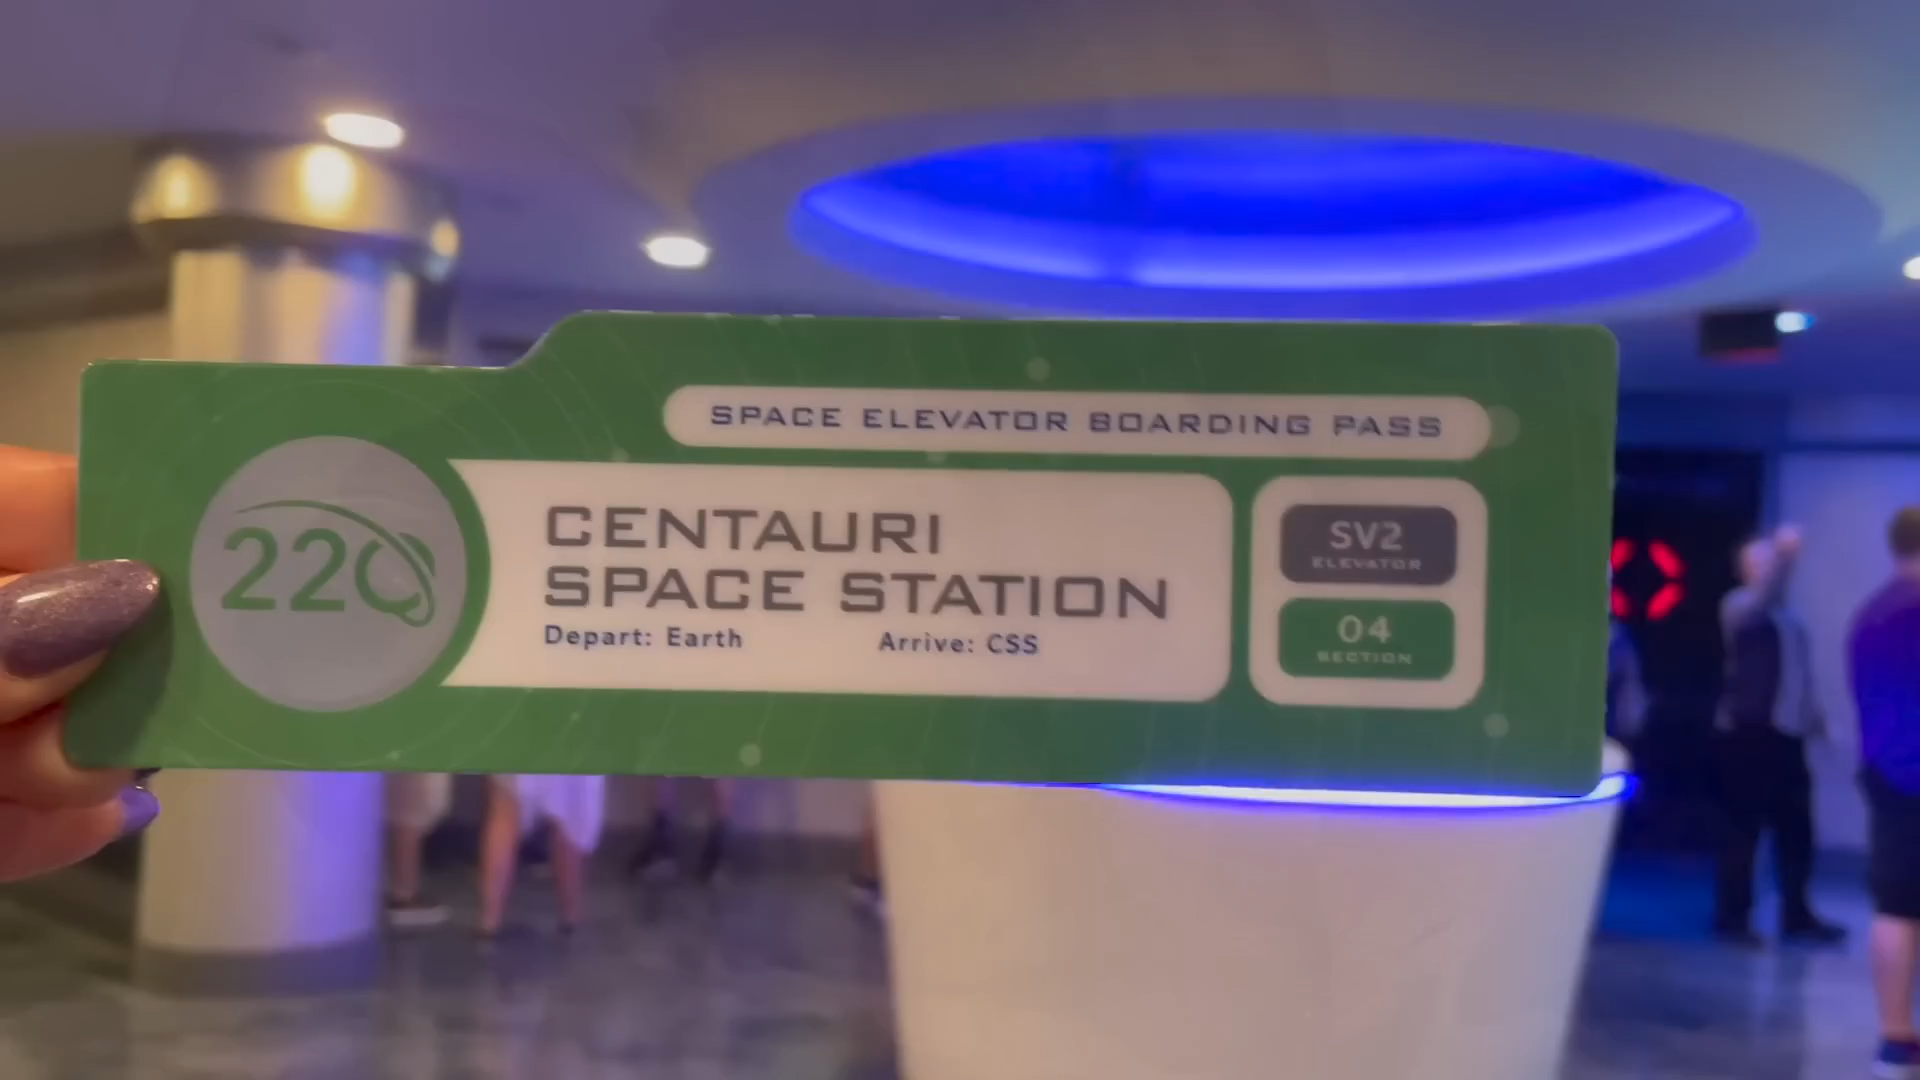 SPACE ELEVATOR BOARDING PASS
220
CENTAURI
SPACE STATION
Depart: Earth
Arrive: CSS
SV2
ELEVATOR
04
SECTION